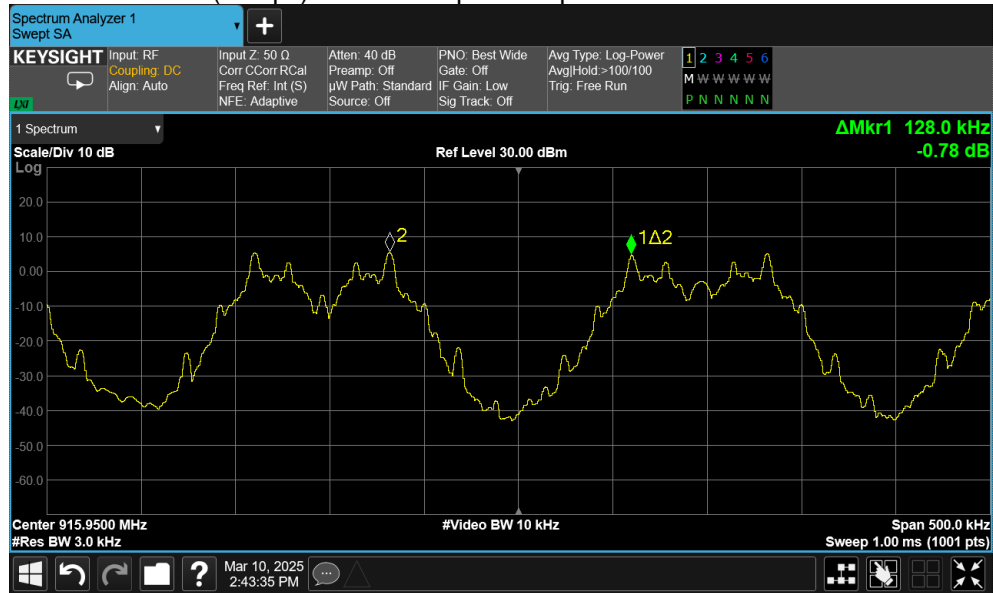 Spectrum Analyzer 1
Swept SA
+
KEYSIGHT
LXI
Input: RF
Coupling: DC
Align: Auto
Input Z: 50 Ω
Corr CCorr RCal
Freq Ref: Int (S)
NFE: Adaptive
Atten: 40 dB
Preamp: Off
µW Path: Standard
Source: Off
PNO: Best Wide
Gate: Off
IF Gain: Low
Sig Track: Off
Avg Type: Log-Power
Avg|Hold:>100/100
Trig: Free Run
1 2 3 4 5 6
M W W W W W
P N N N N N
1 Spectrum
ΔMkr1 128.0 kHz
-0.78 dB
Scale/Div 10 dB
Ref Level 30.00 dBm
Log
20.0
10.0
0.00
-10.0
-20.0
-30.0
-40.0
-50.0
-60.0
2
1Δ2
Center 915.9500 MHz
#Video BW 10 kHz
Span 500.0 kHz
#Res BW 3.0 kHz
Sweep 1.00 ms (1001 pts)
?
Mar 10, 2025
2:43:35 PM